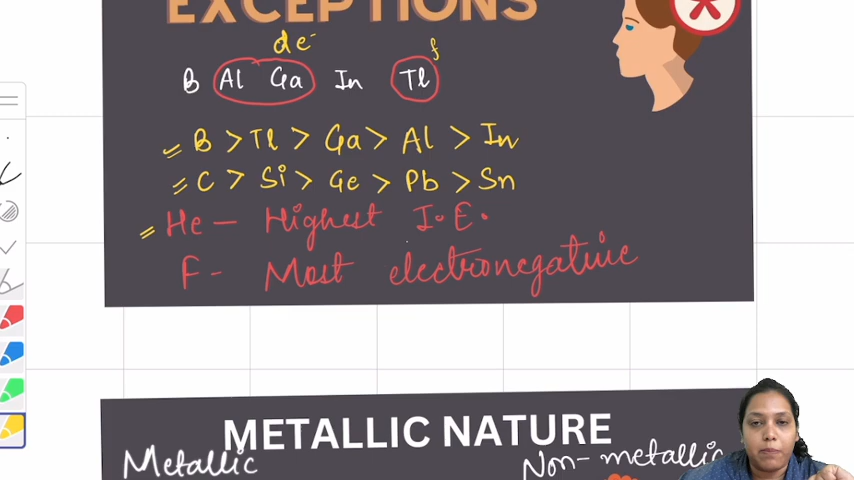 EXCEPTIONS
de⁻ f
B Al Ga In Tl
B > Tl > Ga > Al > In
C > Si > Ge > Pb > Sn
He – Highest I.E.
F – Most electronegative
METALLIC NATURE
Metallic Non-metallic